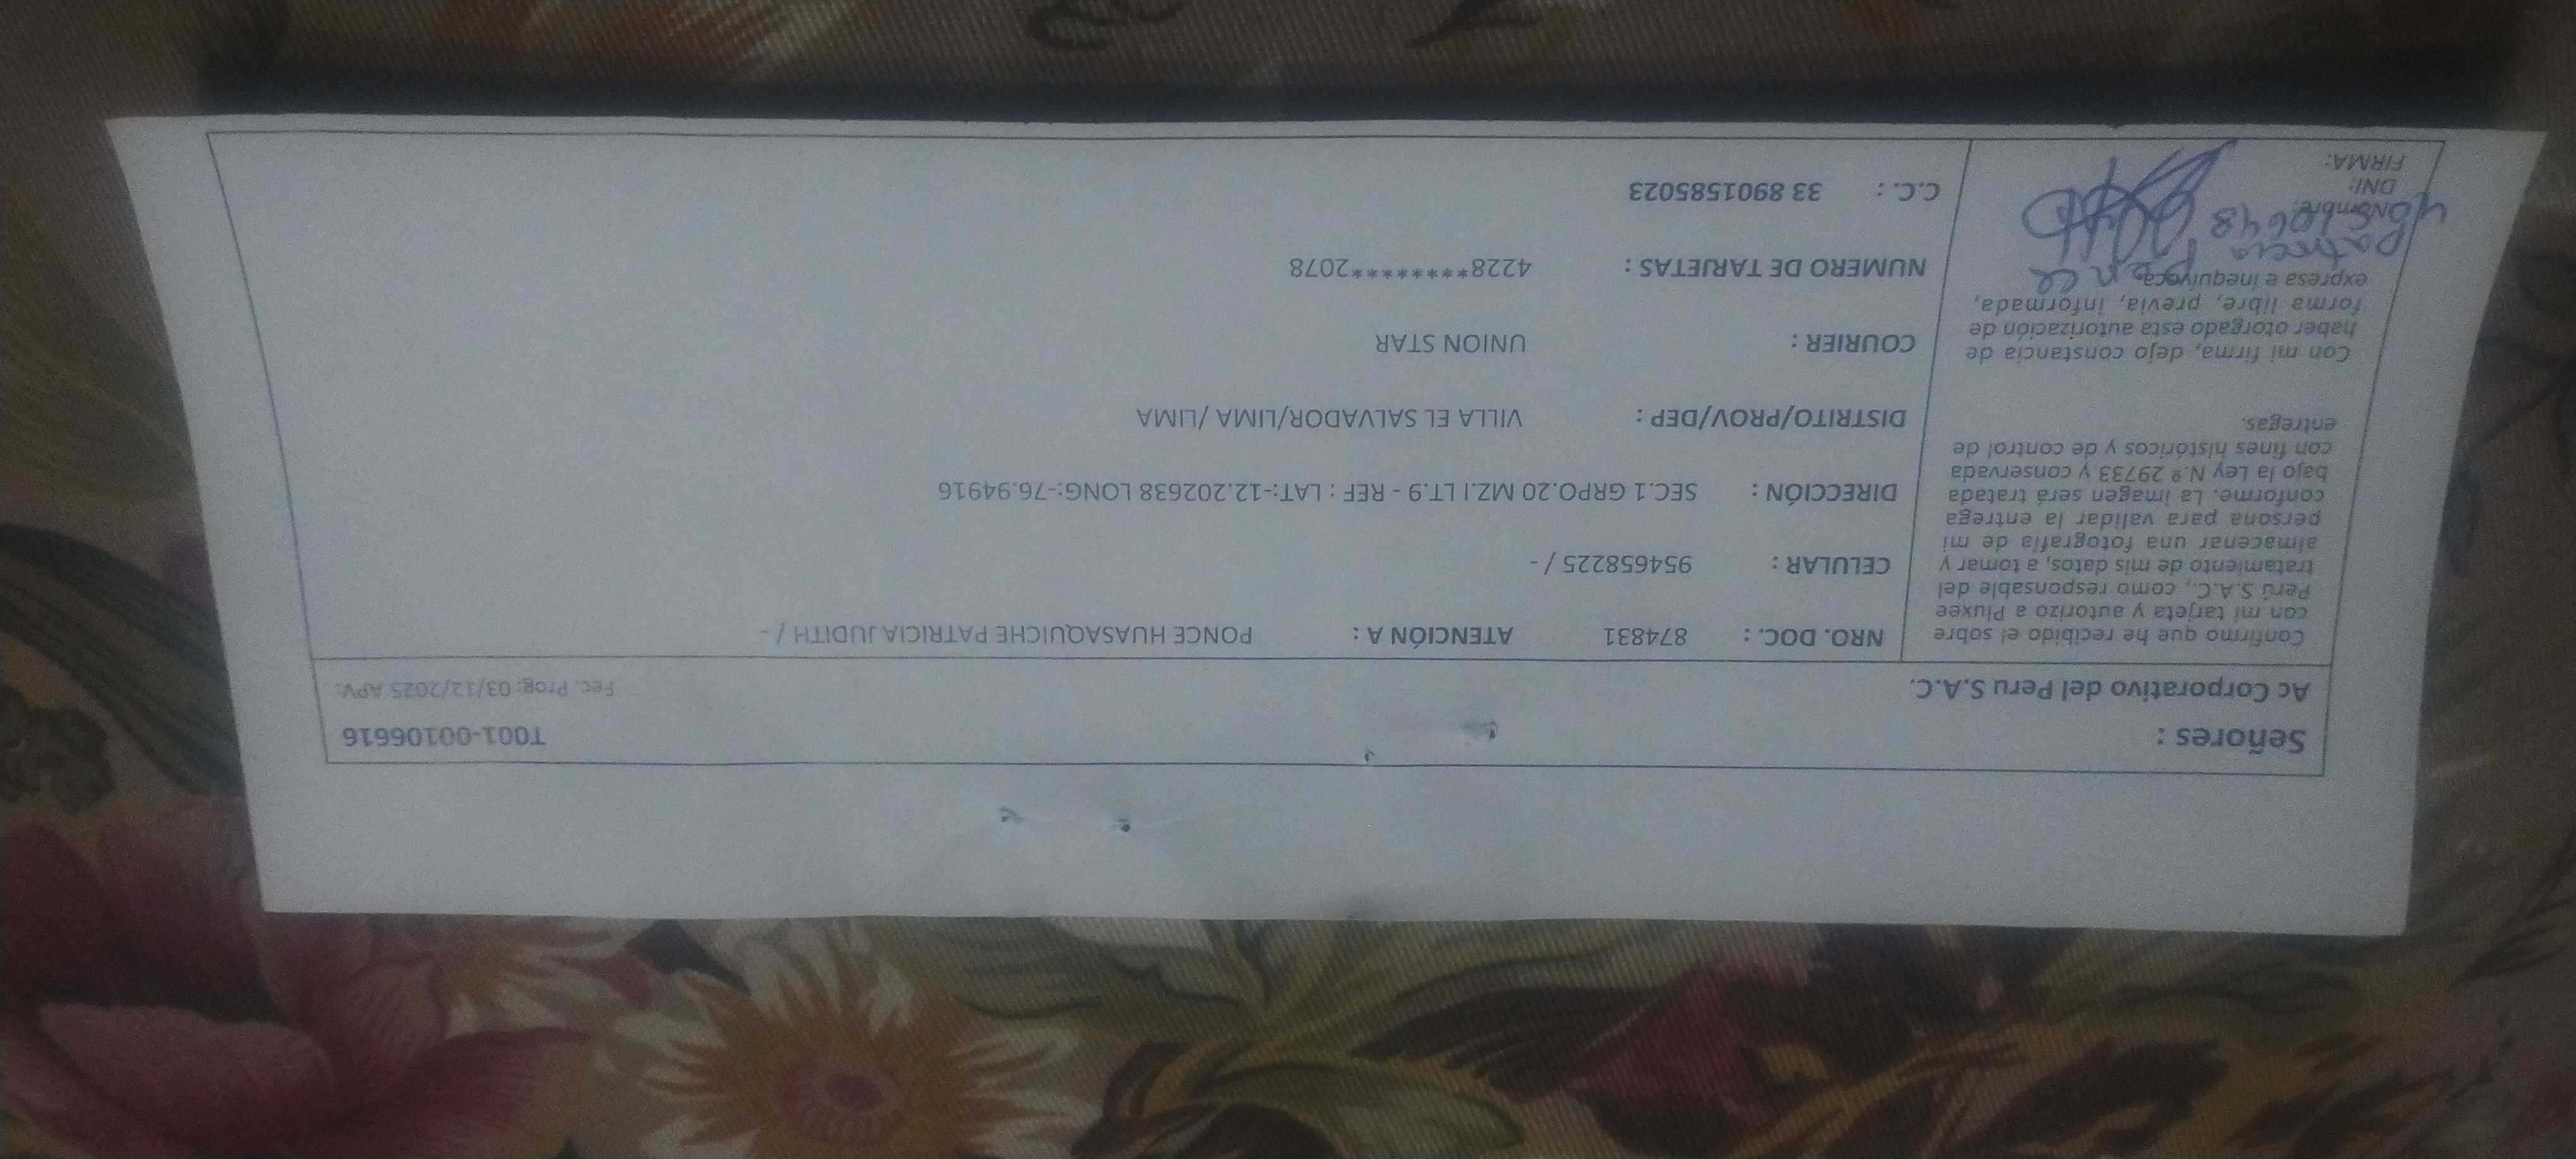 Señores :
T001-00106616
Ac Corporativo del Peru S.A.C.
Fec. Prog: 03/12/2025 APV:
Confirmo que he recibido el sobre
con mi tarjeta y autorizo a Pluxee
Perú S.A.C., como responsable del
tratamiento de mis datos, a tomar y
almacenar una fotografía de mi
persona para validar la entrega
conforme. La imagen será tratada
bajo la Ley N.º 29733 y conservada
con fines históricos y de control de
entregas.
Con mi firma, dejo constancia de
haber otorgado esta autorización de
forma libre, previa, informada,
expresa e inequívoca.
Patricia Ponce
Nombre:
DNI:
FIRMA:
NRO. DOC. : 874831 ATENCIÓN A : PONCE HUASAQUICHE PATRICIA JUDITH / -
CELULAR : 954658225 / -
DIRECCIÓN : SEC.1 GRPO.20 MZ.I LT.9 - REF : LAT:-12.202638 LONG:-76.94916
DISTRITO/PROV/DEP : VILLA EL SALVADOR/LIMA /LIMA
COURIER : UNION STAR
NUMERO DE TARJETAS : 4228*********2078
C.C. : 33 8901585023